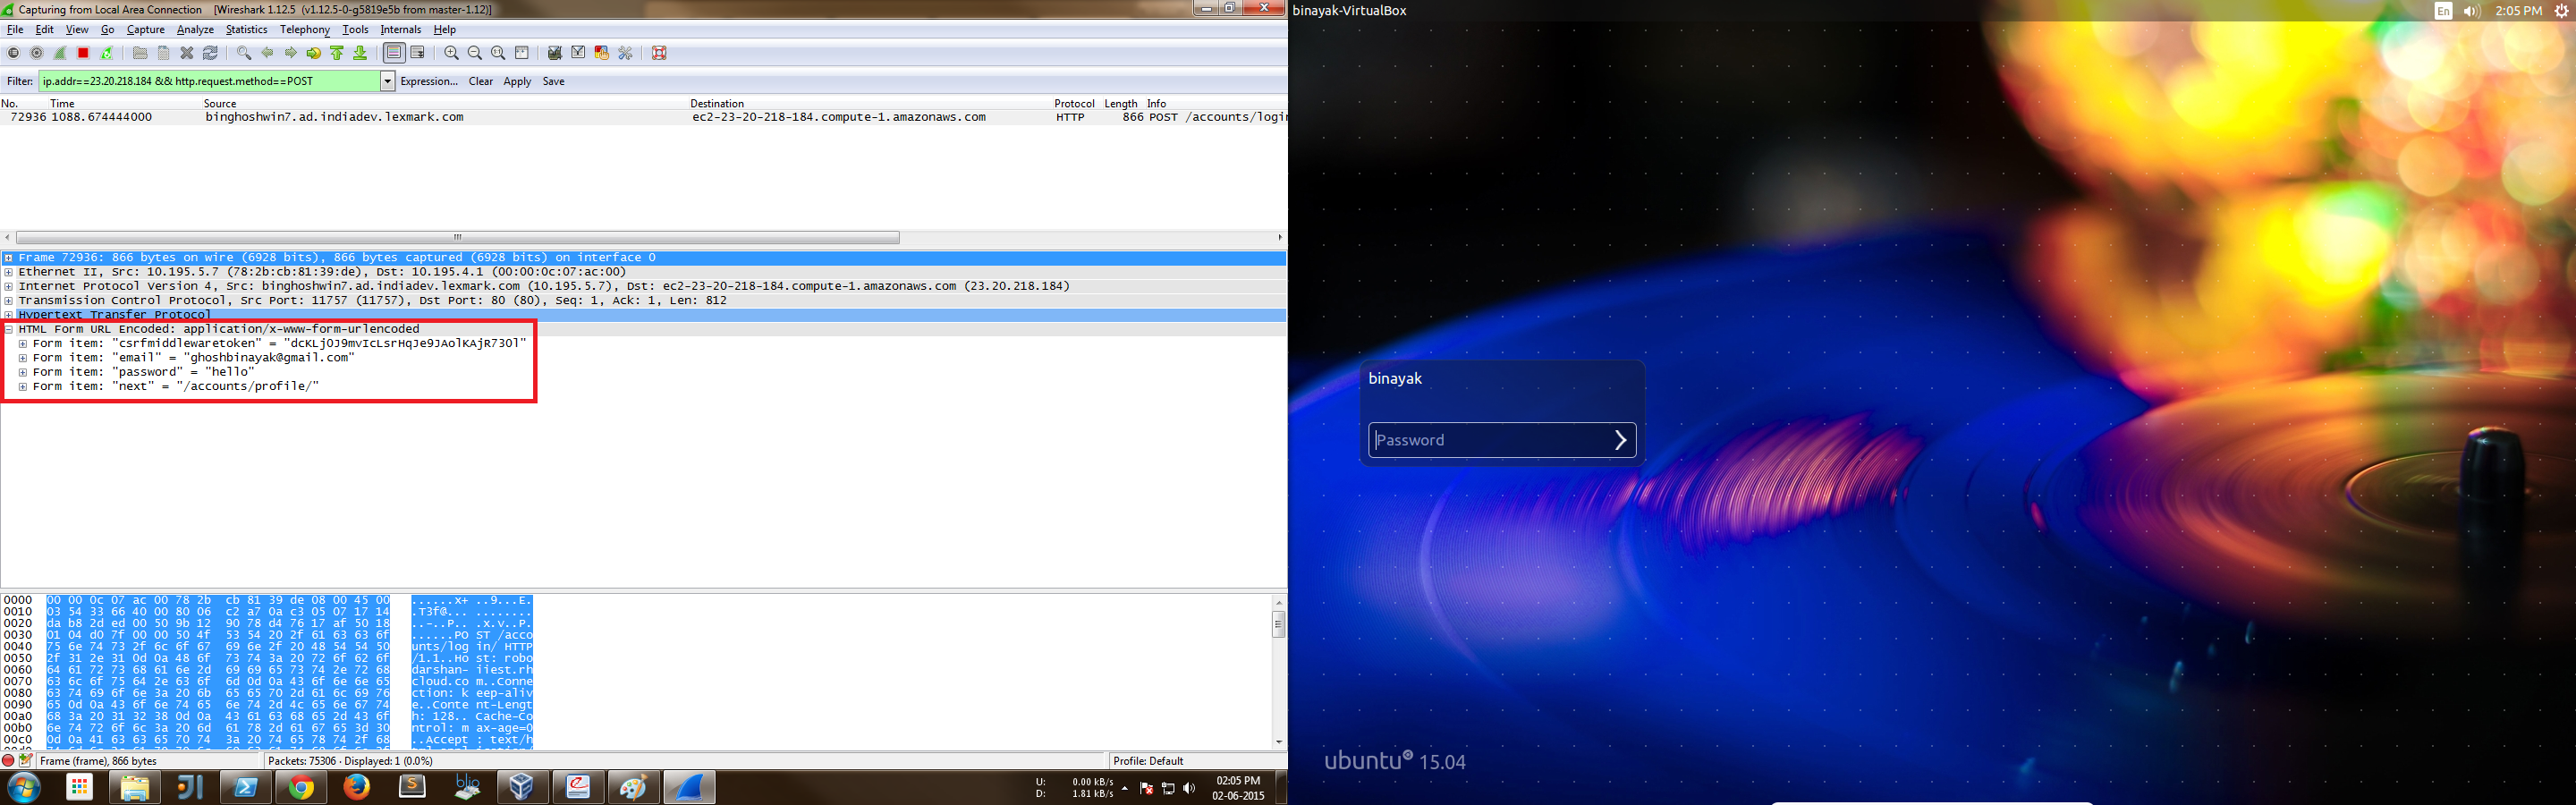 Capturing from Local Area Connection [Wireshark 1.12.5 (v1.12.5-0-g5819e5b from master-1.12)]
File Edit View Go Capture Analyze Statistics Telephony Tools Internals Help
Filter: ip.addr==23.20.218.184 && http.request.method==POST Expression... Clear Apply Save
No. Time Source Destination Protocol Length Info
72936 1088.674444000 binghoshwin7.ad.indiadev.lexmark.com ec2-23-20-218-184.compute-1.amazonaws.com HTTP 866 POST /accounts/login
Frame 72936: 866 bytes on wire (6928 bits), 866 bytes captured (6928 bits) on interface 0
Ethernet II, Src: 10.195.5.7 (78:2b:cb:81:39:de), Dst: 10.195.4.1 (00:00:0c:07:ac:00)
Internet Protocol Version 4, Src: binghoshwin7.ad.indiadev.lexmark.com (10.195.5.7), Dst: ec2-23-20-218-184.compute-1.amazonaws.com (23.20.218.184)
Transmission Control Protocol, Src Port: 11757 (11757), Dst Port: 80 (80), Seq: 1, Ack: 1, Len: 812
Hypertext Transfer Protocol
HTML Form URL Encoded: application/x-www-form-urlencoded
Form item: "csrfmiddlewaretoken" = "dcKLjOJ9mvIcLsrHqJe9JAolKAjR73Ol"
Form item: "email" = "ghoshbinayak@gmail.com"
Form item: "password" = "hello"
Form item: "next" = "/accounts/profile/"
0000 00 00 0c 07 ac 00 78 2b cb 81 39 de 08 00 45 00 ......x+ ..9...E.
0010 03 54 33 66 40 00 80 06 c2 a7 0a c3 05 07 17 14 .T3f@... ........
0020 da b8 2d ed 00 50 9b 12 90 78 d4 76 17 af 50 18 ..-..P.. .x.v..P.
0030 01 04 d0 7f 00 00 50 4f 53 54 20 2f 61 63 63 6f ......PO ST /acco
0040 75 6e 74 73 2f 6c 6f 67 69 6e 2f 20 48 54 54 50 unts/log in/ HTTP
0050 2f 31 2e 31 0d 0a 48 6f 73 74 3a 20 72 6f 62 6f /1.1..Ho st: robo
0060 64 61 72 73 68 61 6e 2d 69 69 65 73 74 2e 72 68 darshan- iiest.rh
0070 63 6c 6f 75 64 2e 63 6f 6d 0d 0a 43 6f 6e 6e 65 cloud.co m..Conne
0080 63 74 69 6f 6e 3a 20 6b 65 65 70 2d 61 6c 69 76 ction: k eep-aliv
0090 65 0d 0a 43 6f 6e 74 65 6e 74 2d 4c 65 6e 67 74 e..Conte nt-Lengt
00a0 68 3a 20 31 32 38 0d 0a 43 61 63 68 65 2d 43 6f h: 128.. Cache-Co
00b0 6e 74 72 6f 6c 3a 20 6d 61 78 2d 61 67 65 3d 30 ntrol: m ax-age=0
00c0 0d 0a 41 63 63 65 70 74 3a 20 74 65 78 74 2f 68 ..Accept : text/h
Frame (frame), 866 bytes Packets: 75306 · Displayed: 1 (0.0%) Profile: Default
U: 0.00 kB/s
D: 1.81 kB/s
02:05 PM
02-06-2015
binayak-VirtualBox En 2:05 PM
binayak
Password
ubuntu 15.04